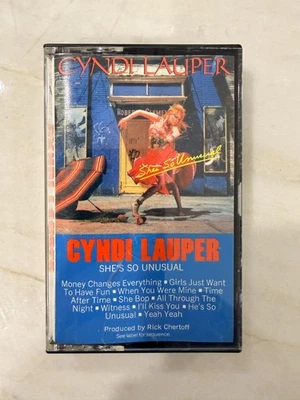 CYNDI LAUPER
She's So Unusual
CYNDI LAUPER
SHE'S SO UNUSUAL
Money Changes Everything ■ Girls Just Want
To Have Fun ■ When You Were Mine ■ Time
After Time ■ She Bop ■ All Through The
Night ■ Witness ■ I'll Kiss You ■ He's So
Unusual ■ Yeah Yeah
Produced by Rick Chertoff
See label for sequence.